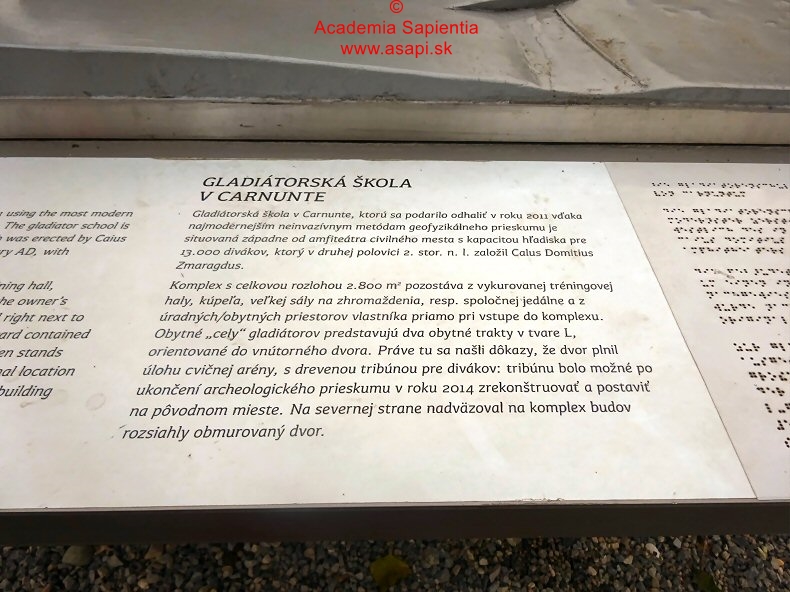 ©
Academia Sapientia
www.asapi.sk
using the most modern
The gladiator school is
was erected by Caius
ry AD, with
ning hall,
he owner's
right next to
ard contained
en stands
nal location
building
GLADIÁTORSKÁ ŠKOLA
V CARNUNTE
Gladiátorská škola v Carnunte, ktorú sa podarilo odhaliť v roku 2011 vďaka
najmodernejším neinvazívnym metódam geofyzikálneho prieskumu je
situovaná západne od amfiteátra civilného mesta s kapacitou hľadiska pre
13.000 divákov, ktorý v druhej polovici 2. stor. n. l. založil Calus Domitius
Zmaragdus.
Komplex s celkovou rozlohou 2.800 m² pozostáva z vykurovanej tréningovej
haly, kúpeľa, veľkej sály na zhromaždenia, resp. spoločnej jedálne a z
úradných/obytných priestorov vlastníka priamo pri vstupe do komplexu.
Obytné „cely" gladiátorov predstavujú dva obytné trakty v tvare L,
orientované do vnútorného dvora. Práve tu sa našli dôkazy, že dvor plnil
úlohu cvičnej arény, s drevenou tribúnou pre divákov: tribúnu bolo možné po
ukončení archeologického prieskumu v roku 2014 zrekonštruovať a postaviť
na pôvodnom mieste. Na severnej strane nadväzoval na komplex budov
rozsiahly obmurovaný dvor.